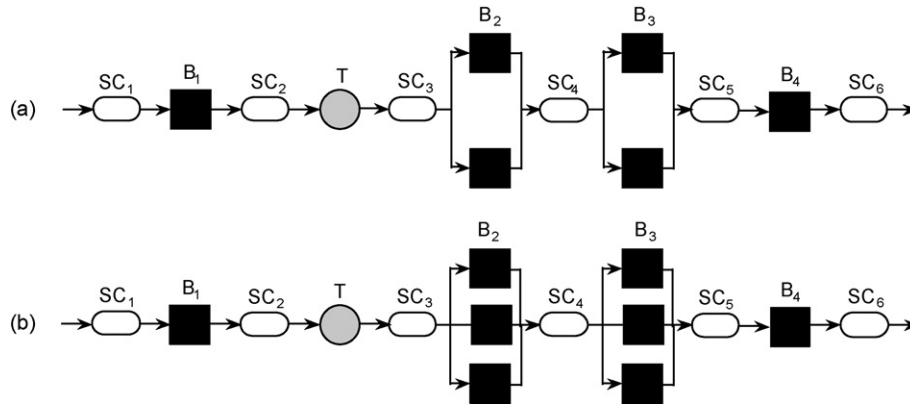 B2 B3
SC1 B1 SC2 T SC3 SC4 SC5 B4 SC6
(a)
B2 B3
SC1 B1 SC2 T SC3 SC4 SC5 B4 SC6
(b)